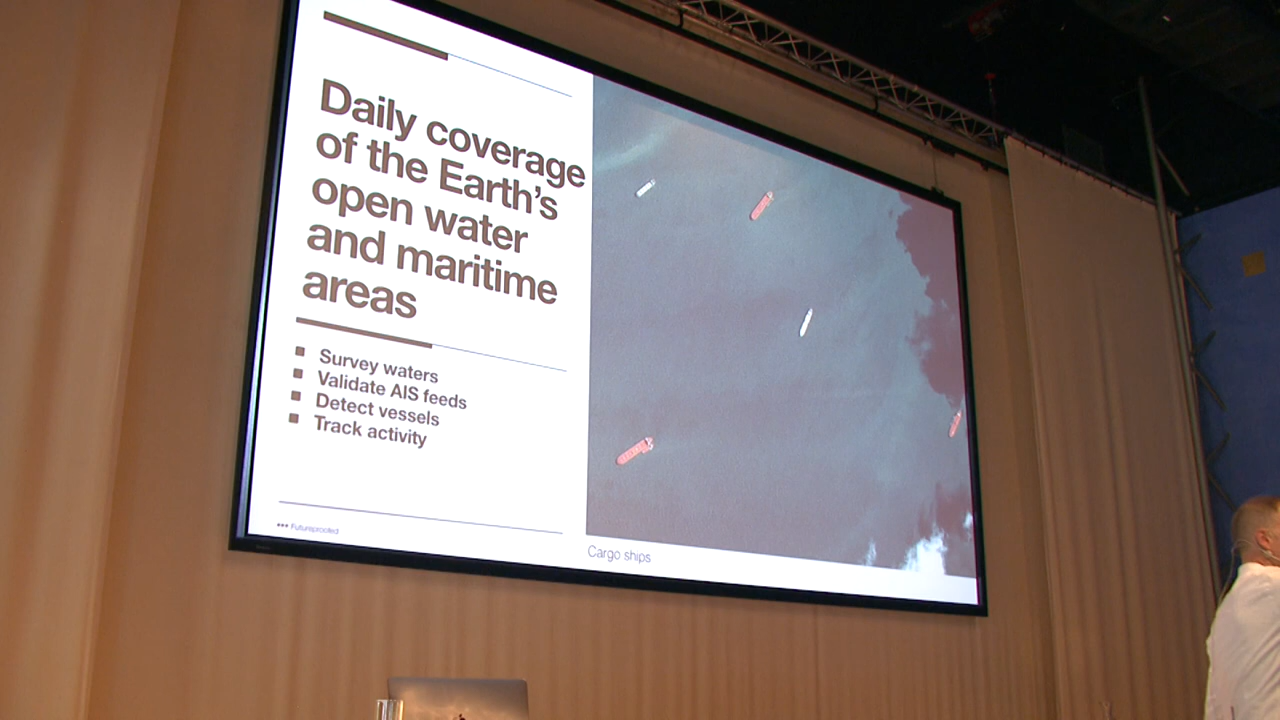 Daily coverage
of the Earth's
open water
and maritime
areas
Survey waters
Validate AIS feeds
Detect vessels
Track activity
Futureproofed
Cargo ships